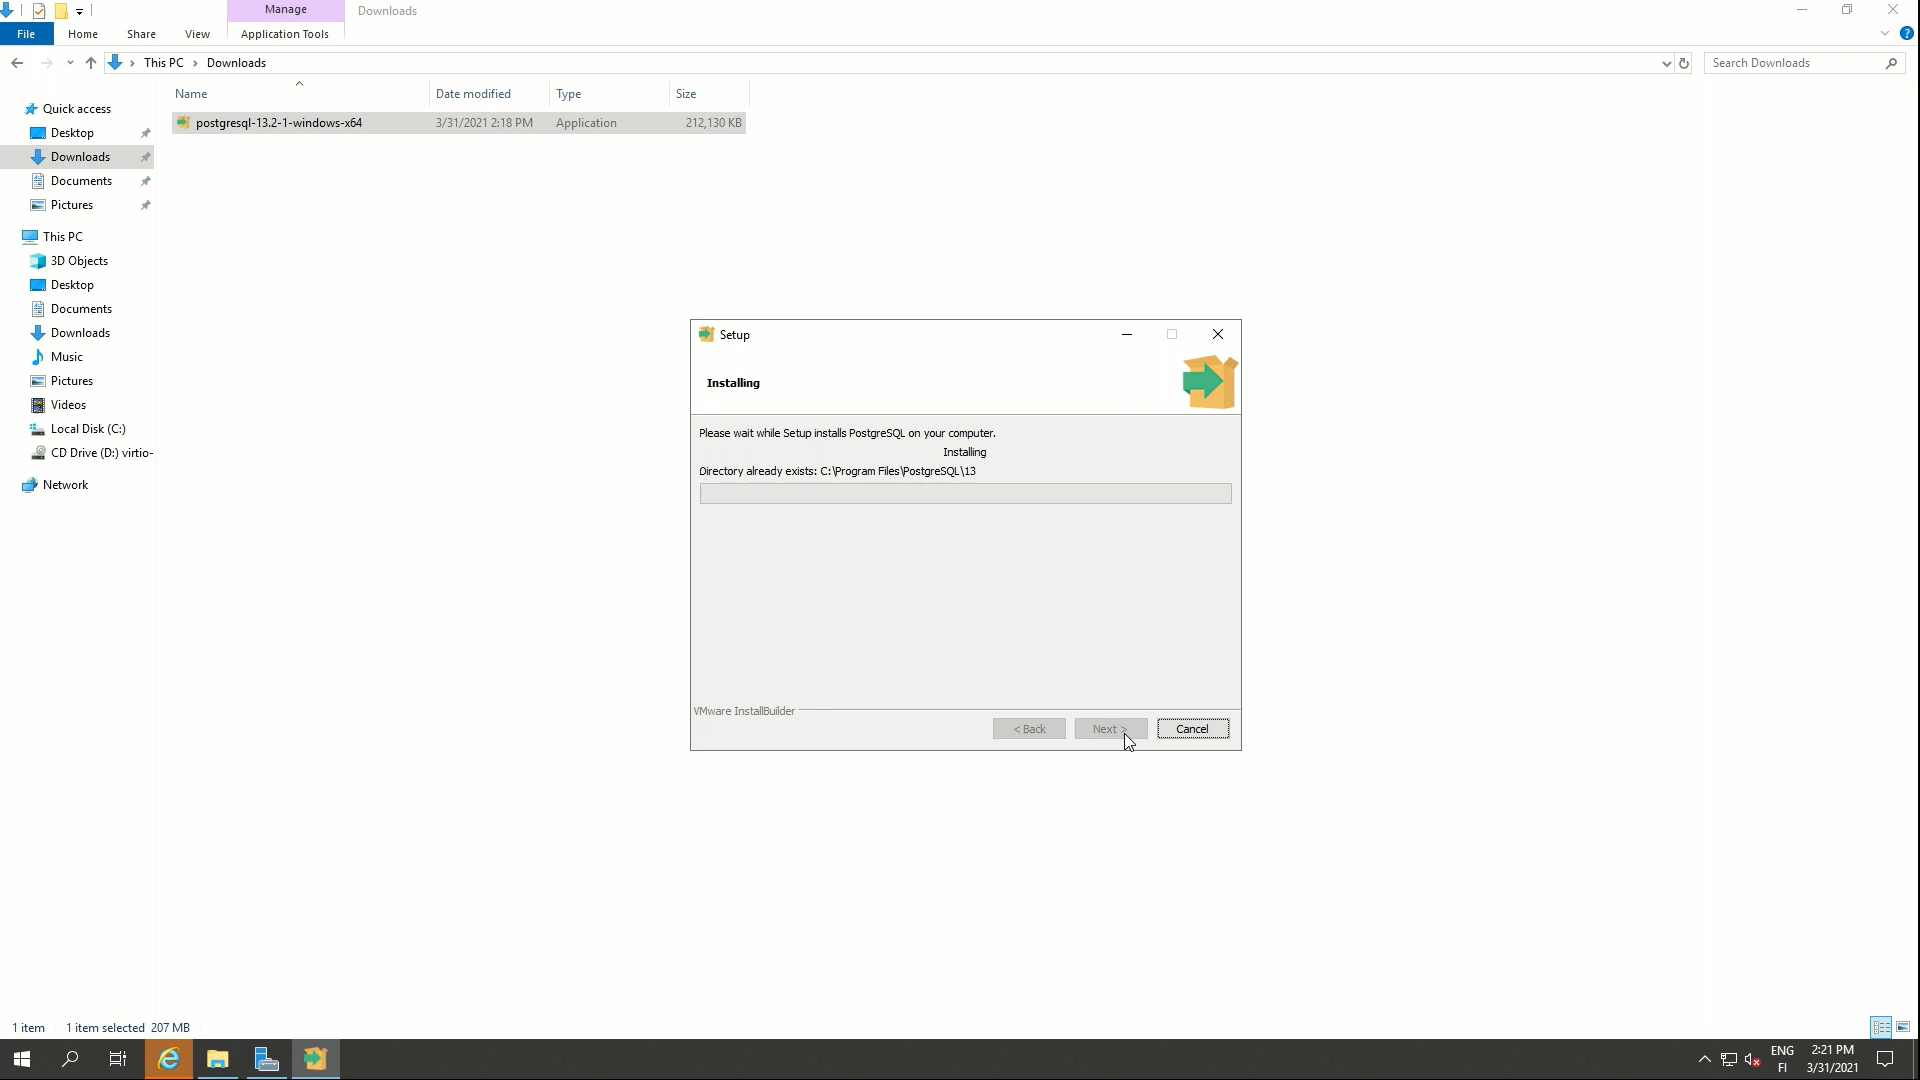 Manage
Downloads
File
Home
Share
View
Application Tools
This PC
Downloads
Search Downloads
Name
Date modified
Type
Size
postgresql-13.2-1-windows-x64
3/31/2021 2:18 PM
Application
212,130 KB
Quick access
Desktop
Downloads
Documents
Pictures
This PC
3D Objects
Desktop
Documents
Downloads
Music
Pictures
Videos
Local Disk (C:)
CD Drive (D:) virtio-
Network
Setup
Installing
Please wait while Setup installs PostgreSQL on your computer.
Installing
Directory already exists: C:\Program Files\PostgreSQL\13
VMware InstallBuilder
< Back
Next >
Cancel
1 item
1 item selected 207 MB
ENG
FI
2:21 PM
3/31/2021